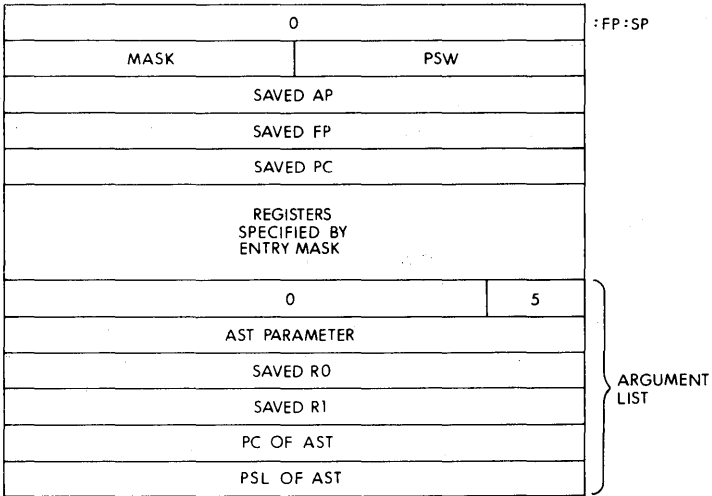 0 :FP:SP
MASK PSW
SAVED AP
SAVED FP
SAVED PC
REGISTERS
SPECIFIED BY
ENTRY MASK
0 5
AST PARAMETER
SAVED R0
SAVED R1
PC OF AST
PSL OF AST
ARGUMENT
LIST